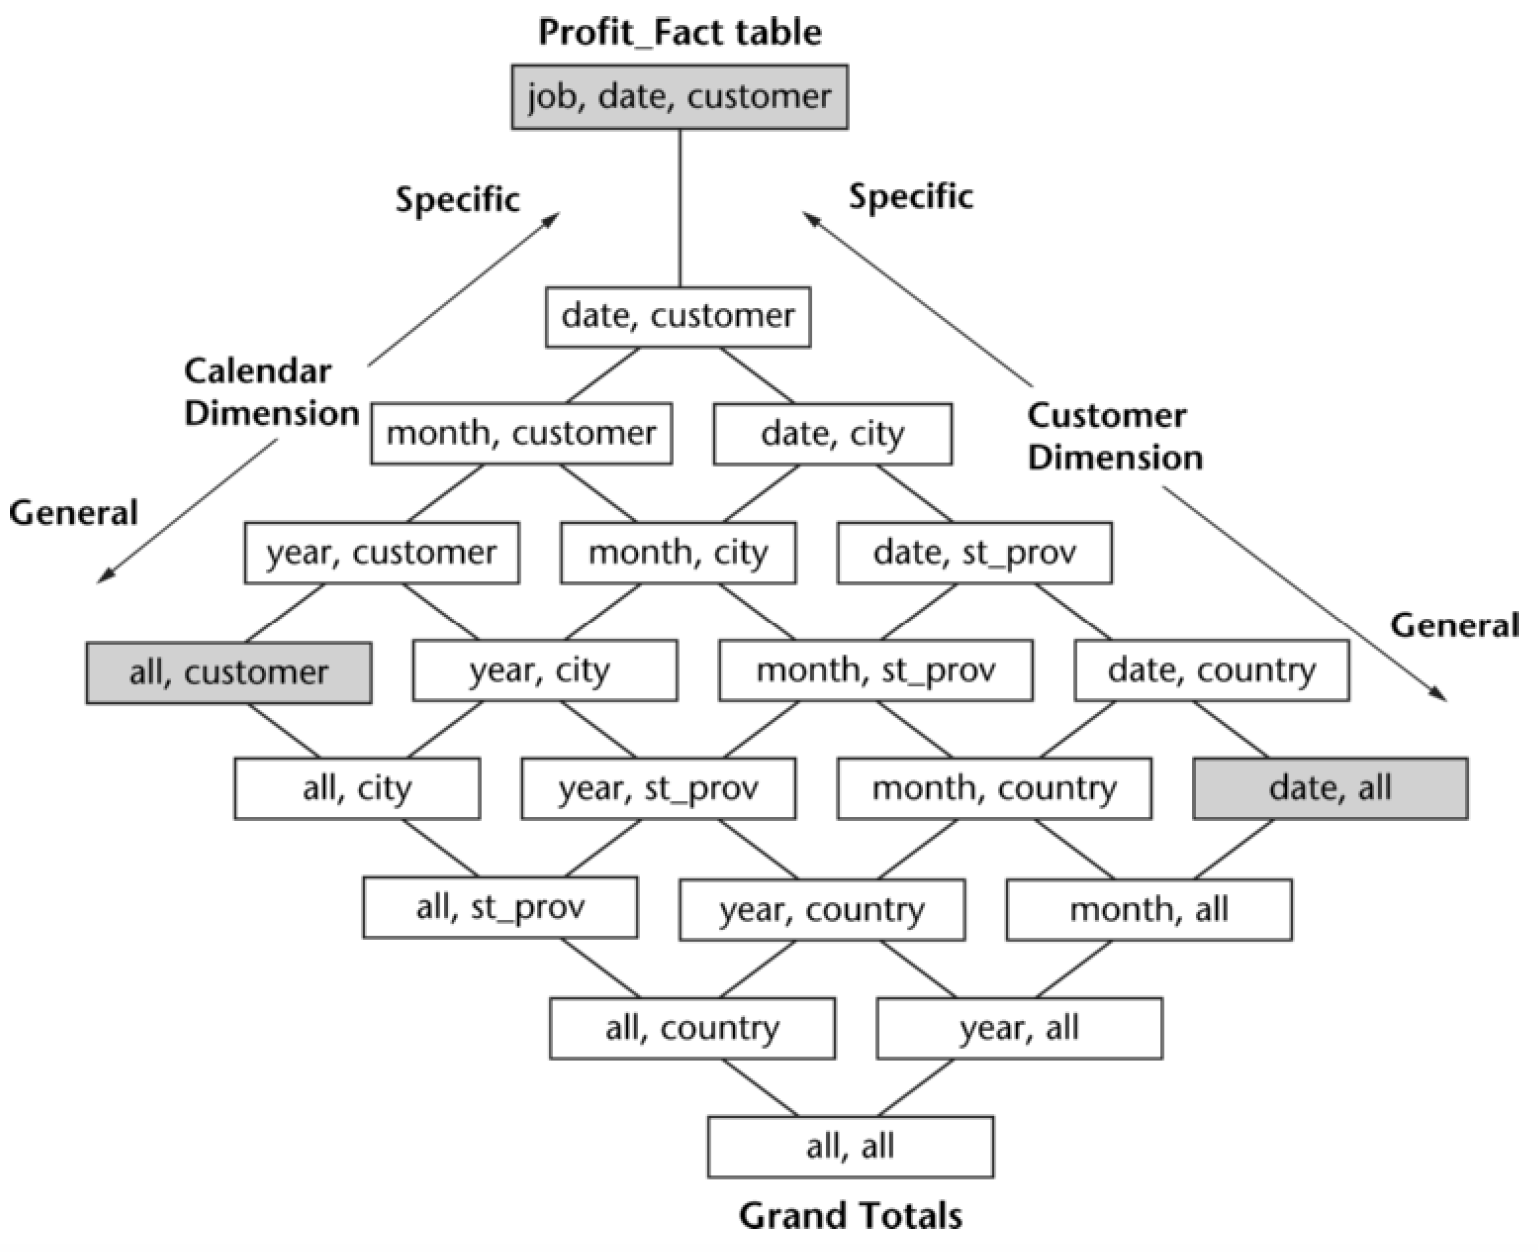 Profit_Fact table
job, date, customer
Specific
Specific
date, customer
Calendar
Dimension
month, customer
date, city
Customer
Dimension
General
year, customer
month, city
date, st_prov
General
all, customer
year, city
month, st_prov
date, country
all, city
year, st_prov
month, country
date, all
all, st_prov
year, country
month, all
all, country
year, all
all, all
Grand Totals